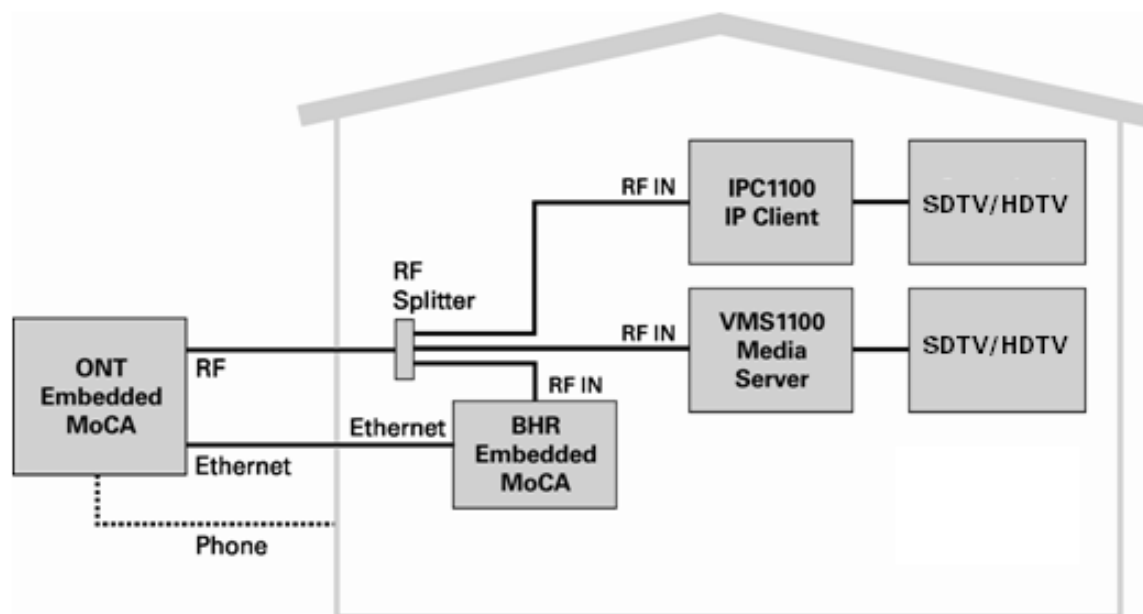 RF IN
IPC1100
IP Client
SDTV/HDTV
RF
Splitter
RF IN
VMS1100
Media
Server
SDTV/HDTV
ONT
Embedded
MoCA
RF
RF IN
Ethernet
BHR
Embedded
MoCA
Ethernet
Phone